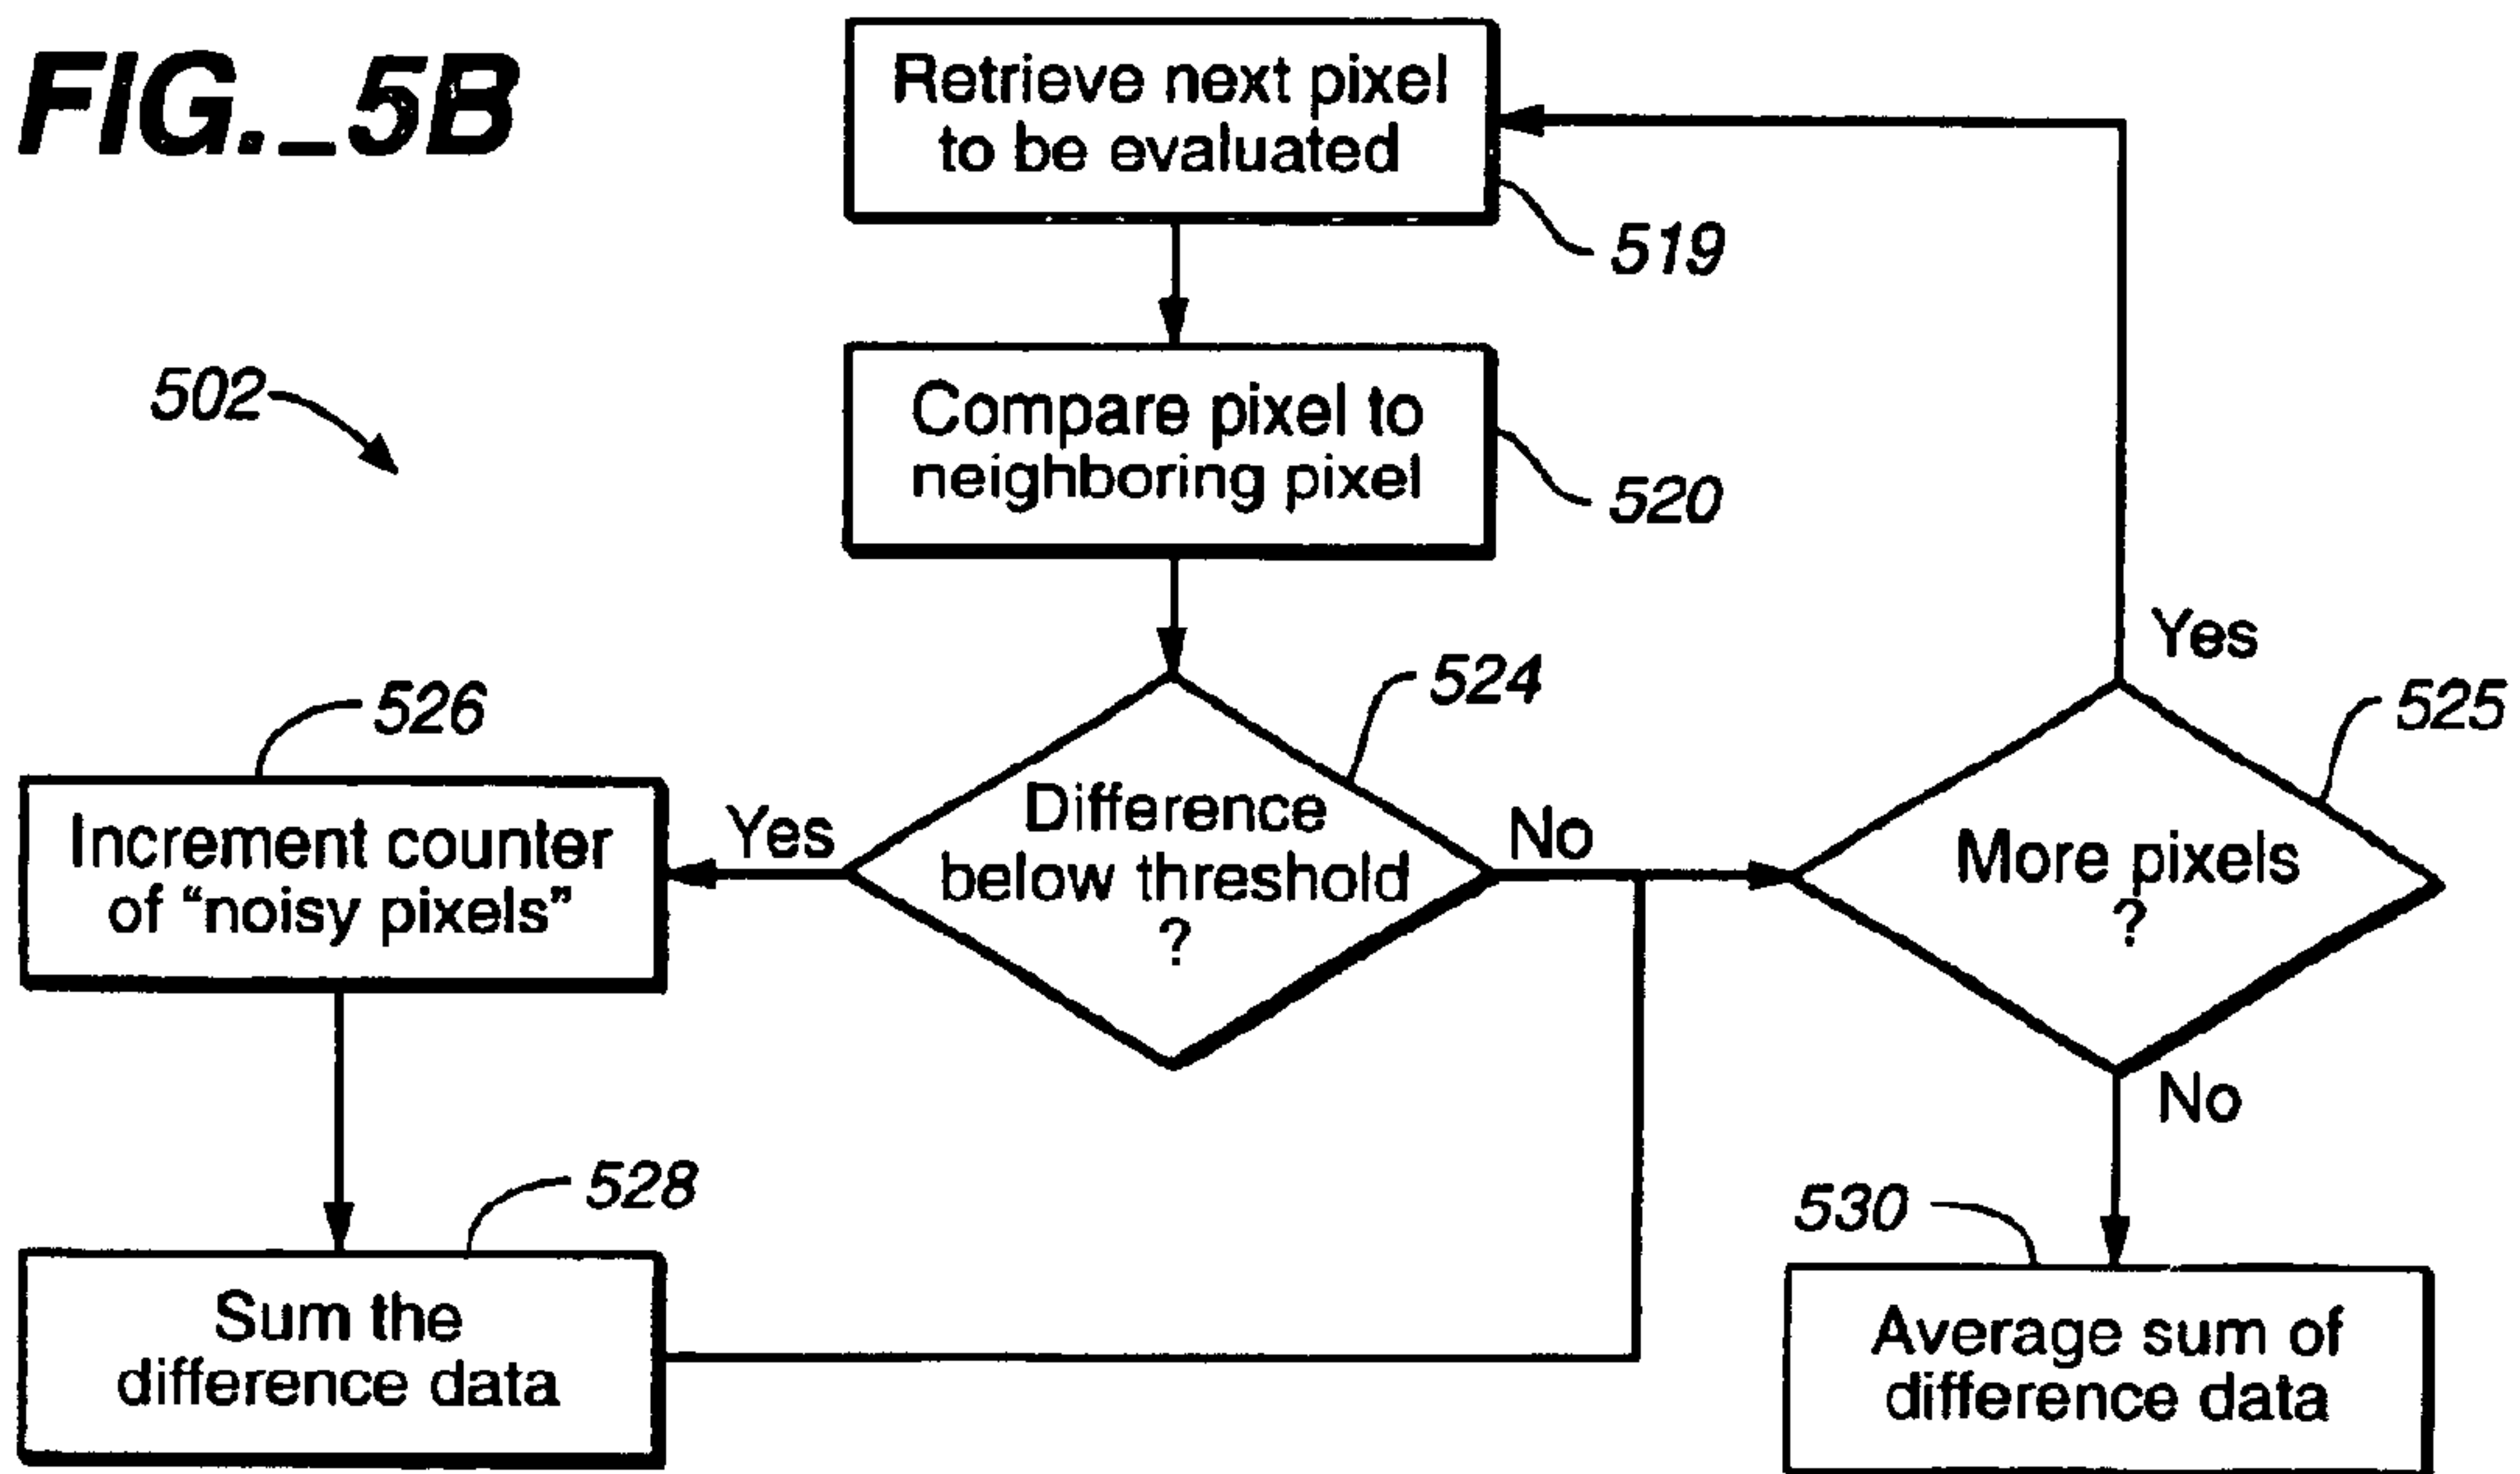 FIG._5B
Retrieve next pixel
to be evaluated
519
502
Compare pixel to
neighboring pixel
520
Yes
524
525
526
Difference
below threshold
?
Yes
No
More pixels
?
Increment counter
of “noisy pixels”
No
528
530
Sum the
difference data
Average sum of
difference data